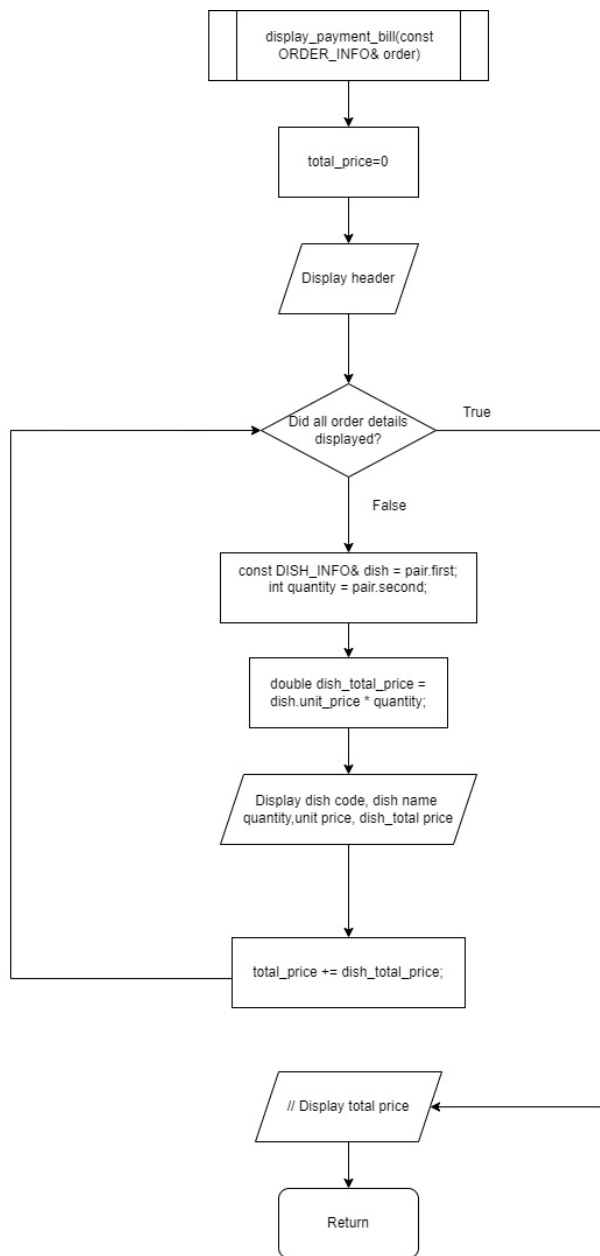 display_payment_bill(const
ORDER_INFO& order)
total_price=0
Display header
Did all order details
displayed?
True
False
const DISH_INFO& dish = pair.first;
int quantity = pair.second;
double dish_total_price =
dish.unit_price * quantity;
Display dish code, dish name
quantity,unit price, dish_total price
total_price += dish_total_price;
// Display total price
Return